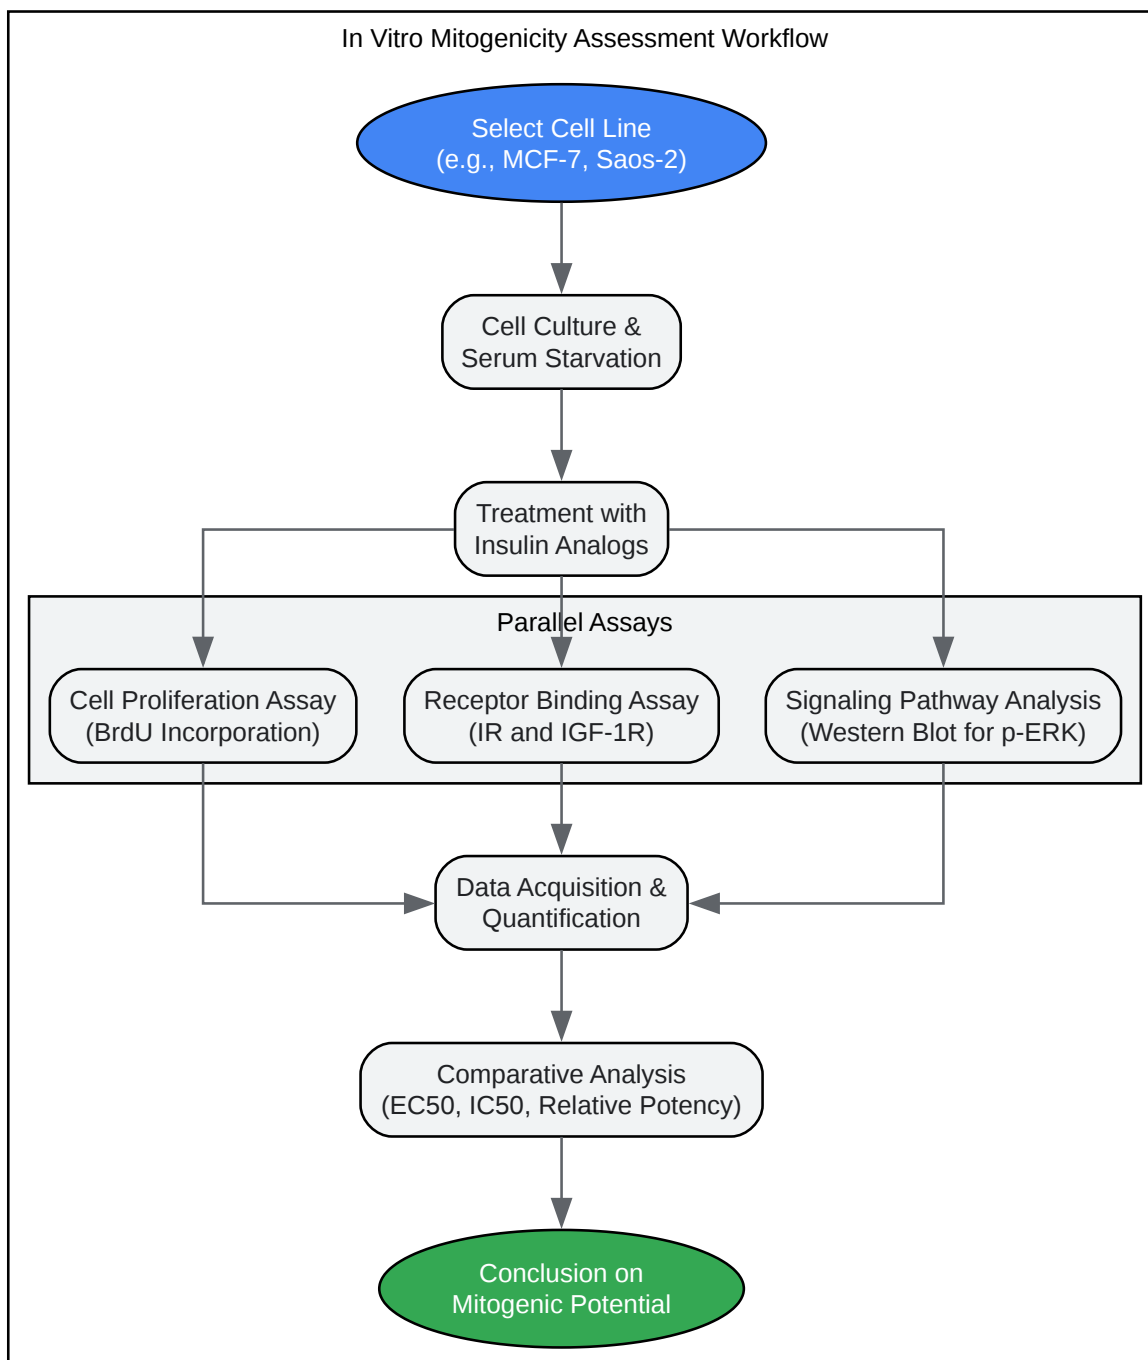 In Vitro Mitogenicity Assessment Workflow
Select Cell Line
(e.g., MCF-7, Saos-2)
Cell Culture &
Serum Starvation
Treatment with
Insulin Analogs
Parallel Assays
Cell Proliferation Assay
(BrdU Incorporation)
Receptor Binding Assay
(IR and IGF-1R)
Signaling Pathway Analysis
(Western Blot for p-ERK)
Data Acquisition &
Quantification
Comparative Analysis
(EC50, IC50, Relative Potency)
Conclusion on
Mitogenic Potential